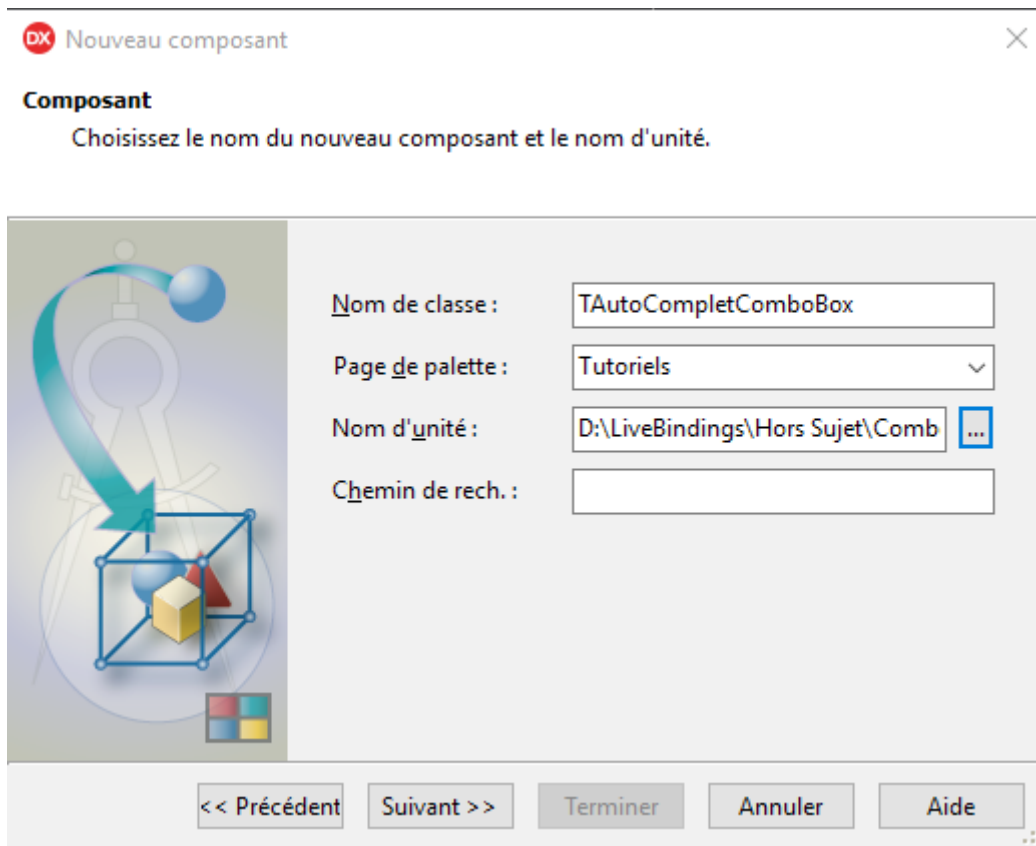 DX Nouveau composant
Composant
Choisissez le nom du nouveau composant et le nom d'unité.
Nom de classe : TAutoCompletComboBox
Page de palette : Tutoriels
Nom d'unité : D:\LiveBindings\Hors Sujet\Comb ...
Chemin de rech. :
<< Précédent Suivant >> Terminer Annuler Aide